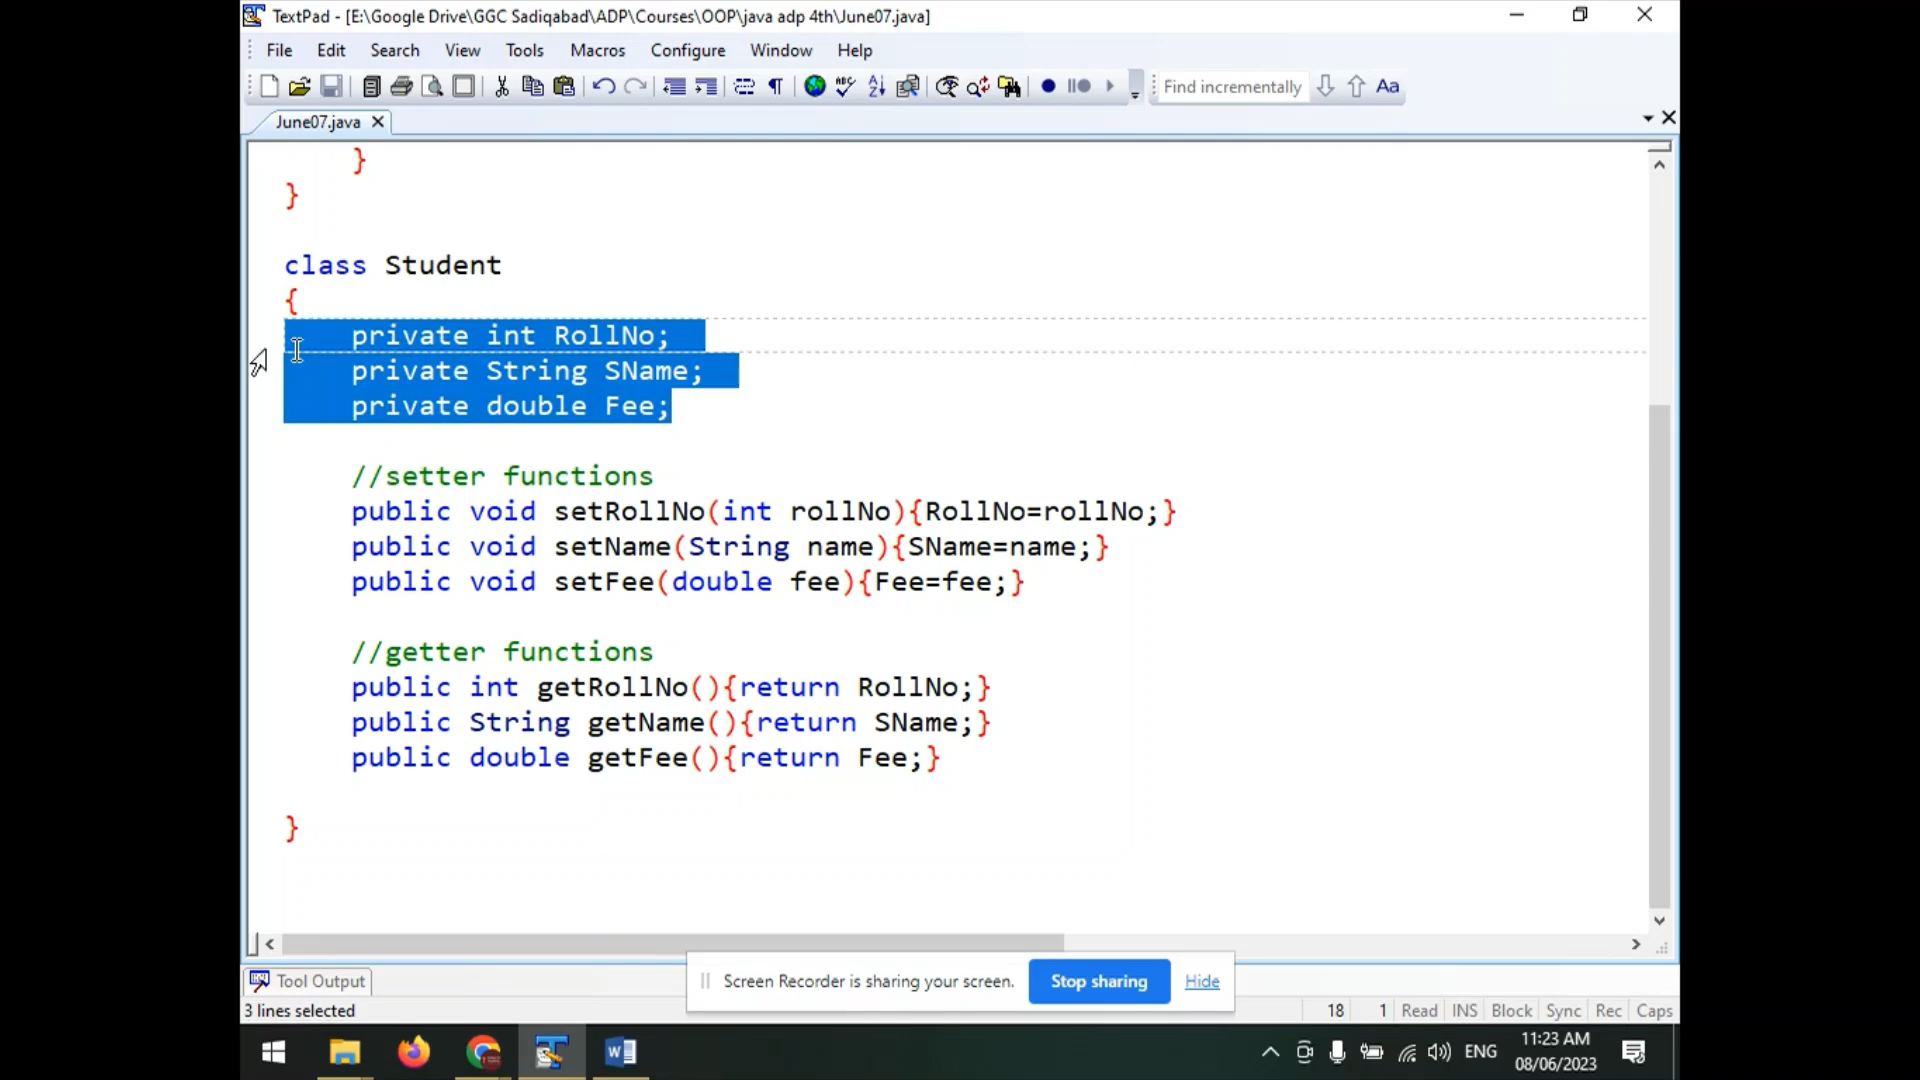 TextPad - [E:\Google Drive\GGC Sadiqabad\ADP\Courses\OOP\java adp 4th\June07.java]
File Edit Search View Tools Macros Configure Window Help
Find incrementally Aa
June07.java
}
}
class Student
{
private int RollNo;
private String SName;
private double Fee;
//setter functions
public void setRollNo(int rollNo){RollNo=rollNo;}
public void setName(String name){SName=name;}
public void setFee(double fee){Fee=fee;}
//getter functions
public int getRollNo(){return RollNo;}
public String getName(){return SName;}
public double getFee(){return Fee;}
}
Tool Output
Screen Recorder is sharing your screen. Stop sharing Hide
3 lines selected 18 1 Read INS Block Sync Rec Caps
ENG 11:23 AM
08/06/2023